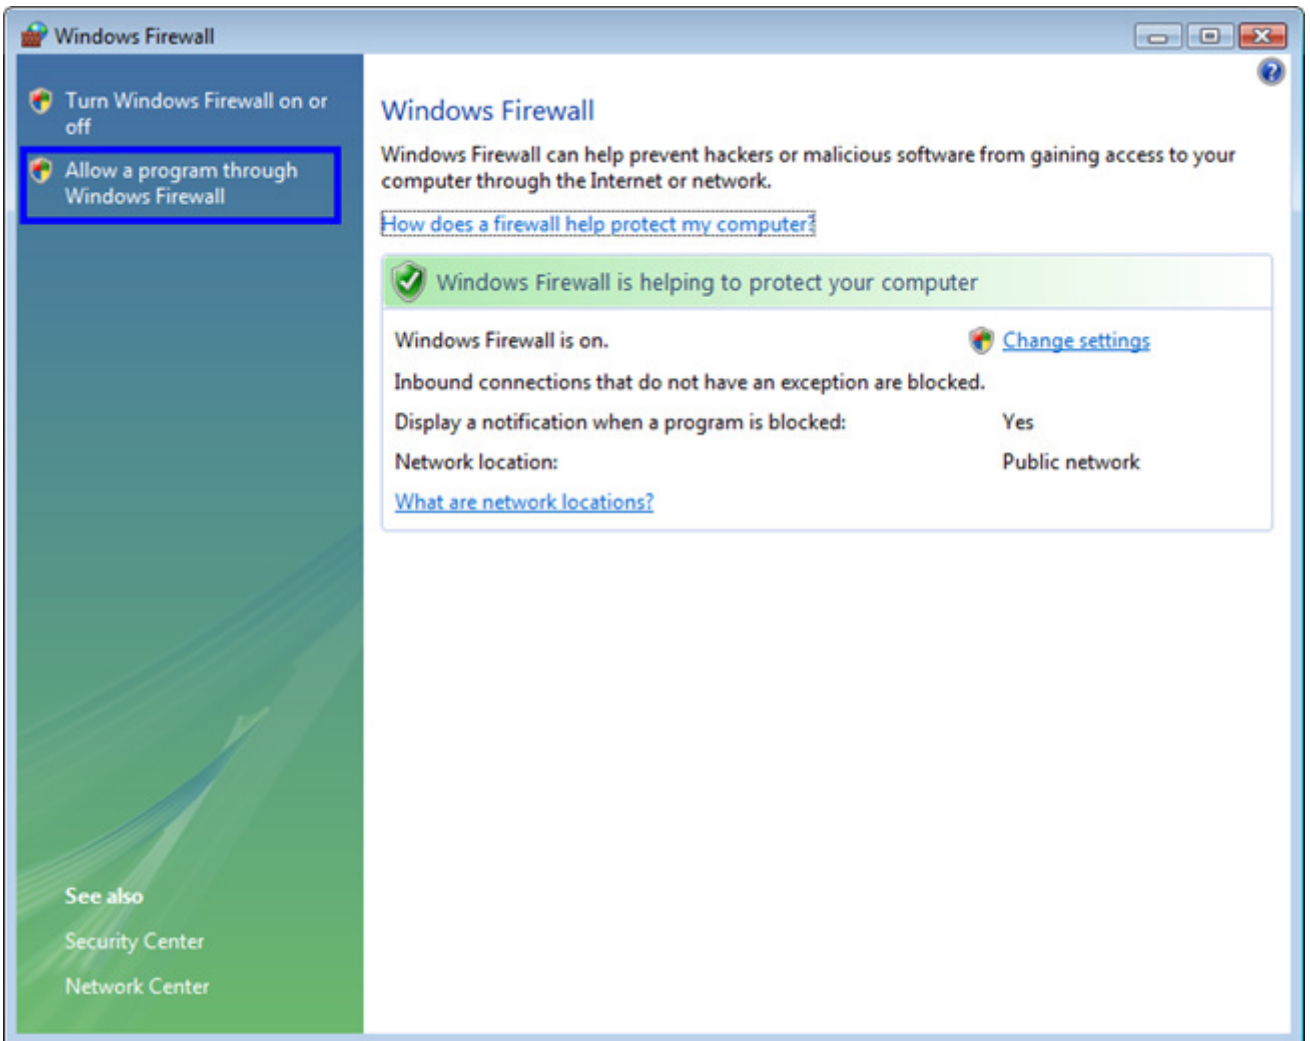 Windows Firewall
Turn Windows Firewall on or
off
Allow a program through
Windows Firewall
Windows Firewall
Windows Firewall can help prevent hackers or malicious software from gaining access to your
computer through the Internet or network.
How does a firewall help protect my computer?
Windows Firewall is helping to protect your computer
Windows Firewall is on.
Change settings
Inbound connections that do not have an exception are blocked.
Display a notification when a program is blocked: Yes
Network location: Public network
What are network locations?
See also
Security Center
Network Center